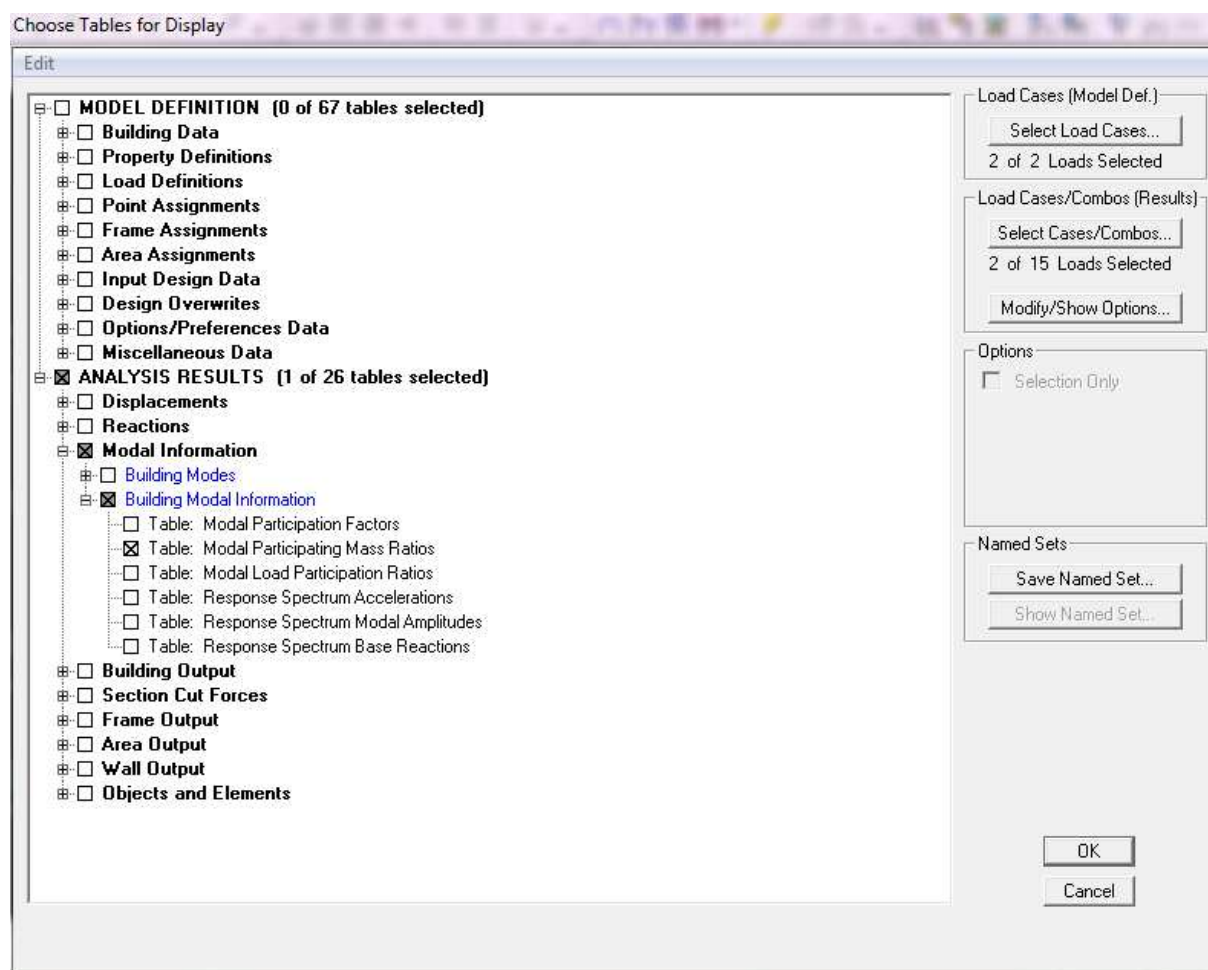 Choose Tables for Display
Edit
MODEL DEFINITION (0 of 67 tables selected)
Building Data
Property Definitions
Load Definitions
Point Assignments
Frame Assignments
Area Assignments
Input Design Data
Design Overwrites
Options/Preferences Data
Miscellaneous Data
ANALYSIS RESULTS (1 of 26 tables selected)
Displacements
Reactions
Modal Information
Building Modes
Building Modal Information
Table: Modal Participation Factors
Table: Modal Participating Mass Ratios
Table: Modal Load Participation Ratios
Table: Response Spectrum Accelerations
Table: Response Spectrum Modal Amplitudes
Table: Response Spectrum Base Reactions
Building Output
Section Cut Forces
Frame Output
Area Output
Wall Output
Objects and Elements
Load Cases (Model Def.)
Select Load Cases...
2 of 2 Loads Selected
Load Cases/Combos (Results)
Select Cases/Combos...
2 of 15 Loads Selected
Modify/Show Options...
Options
Selection Only
Named Sets
Save Named Set...
Show Named Set...
OK
Cancel